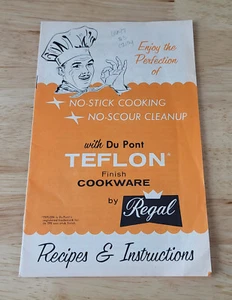 Enjoy the
Perfection
of
NO-STICK COOKING
NO-SCOUR CLEANUP
with Du Pont
TEFLON®
Finish
COOKWARE
by Regal
Recipes & Instructions